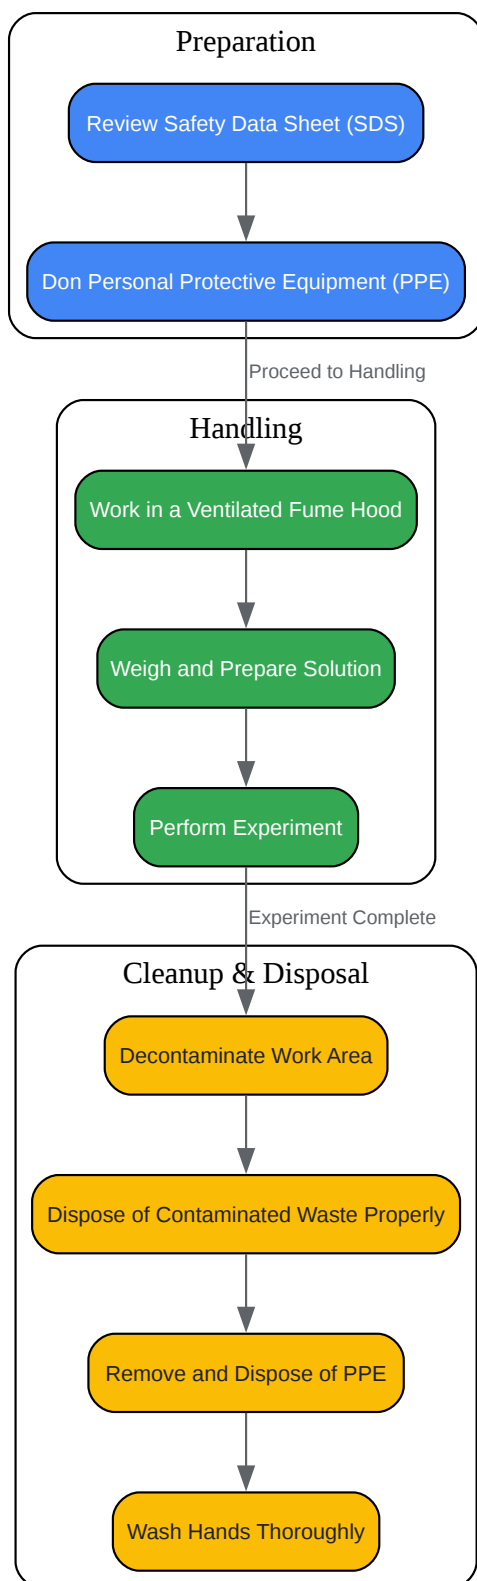 Preparation
Review Safety Data Sheet (SDS)
Don Personal Protective Equipment (PPE)
Proceed to Handling
Handling
Work in a Ventilated Fume Hood
Weigh and Prepare Solution
Perform Experiment
Experiment Complete
Cleanup & Disposal
Decontaminate Work Area
Dispose of Contaminated Waste Properly
Remove and Dispose of PPE
Wash Hands Thoroughly